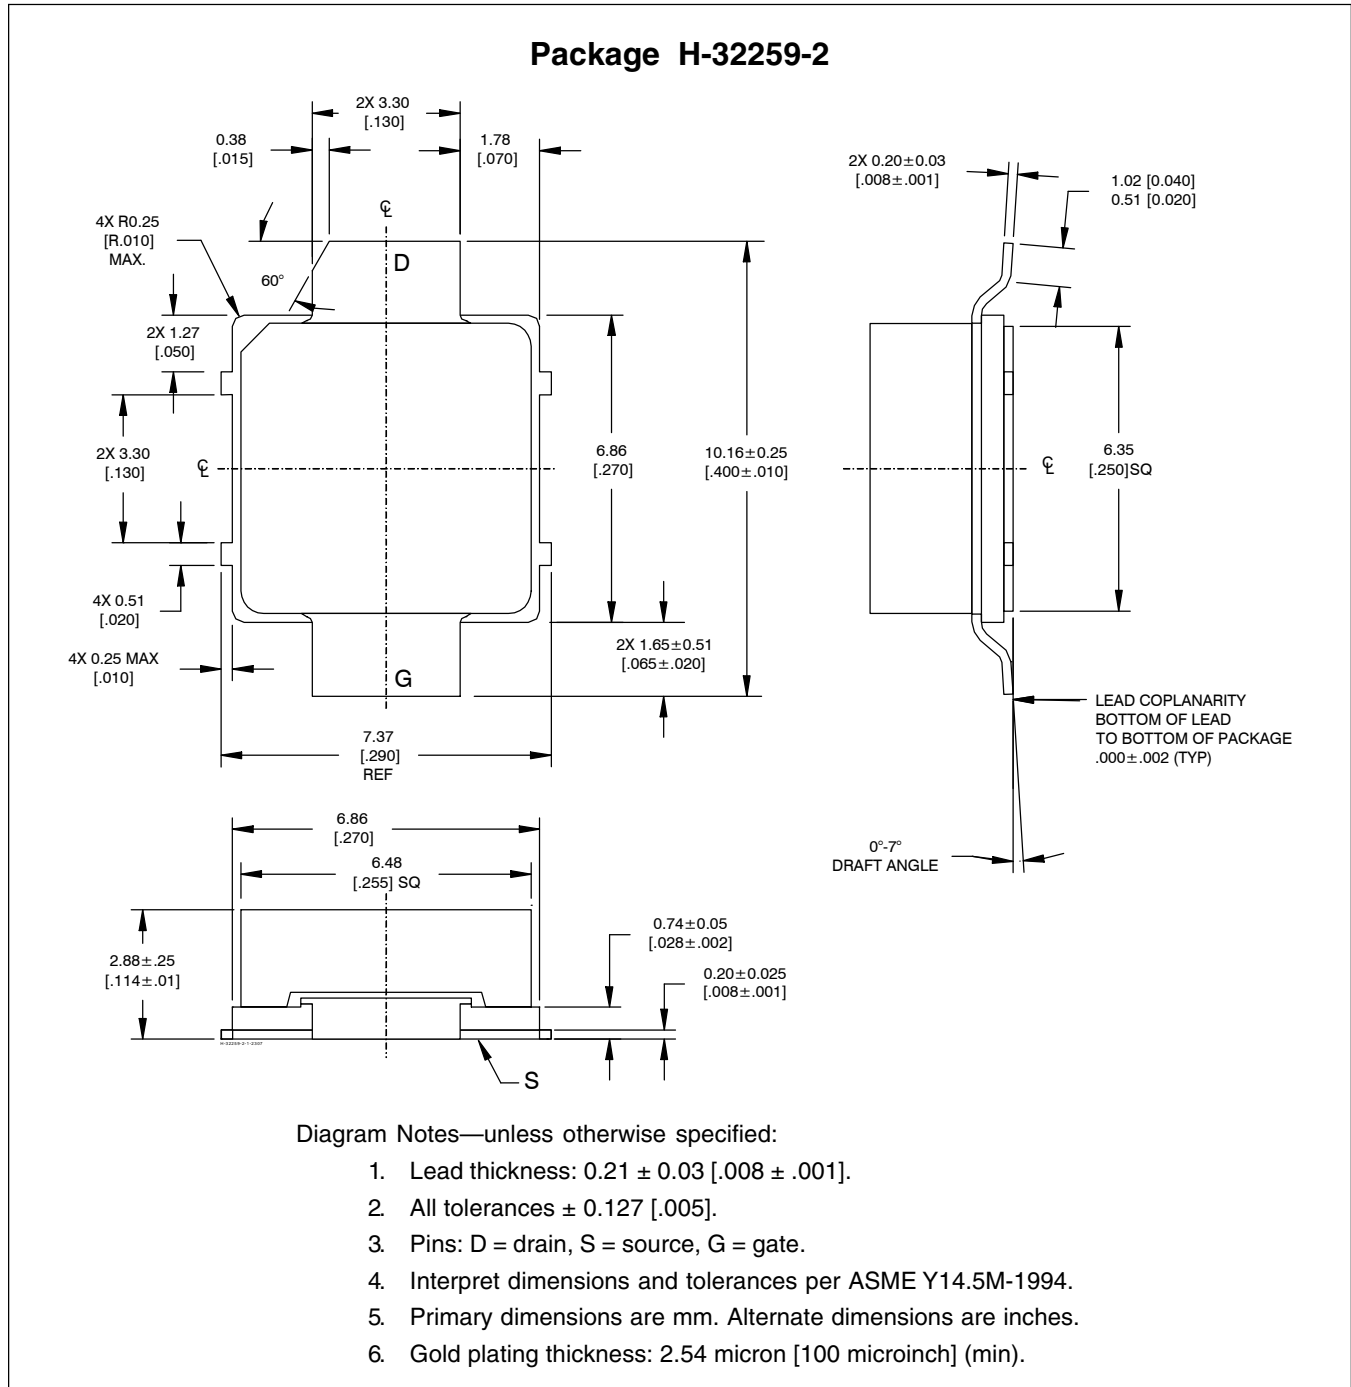 Package H-32259-2
2X 3.30
[.130]
0.38
[.015]
1.78
[.070]
2X 0.20±0.03
[.008±.001]
1.02 [0.040]
0.51 [0.020]
4X R0.25
[R.010]
MAX.
℄
D
60°
2X 1.27
[.050]
2X 3.30
[.130]
℄
6.86
[.270]
10.16±0.25
[.400±.010]
6.35
[.250]SQ
℄
4X 0.51
[.020]
4X 0.25 MAX
[.010]
2X 1.65±0.51
[.065±.020]
G
7.37
[.290]
REF
LEAD COPLANARITY
BOTTOM OF LEAD
TO BOTTOM OF PACKAGE
.000±.002 (TYP)
0°-7°
DRAFT ANGLE
6.86
[.270]
6.48
[.255] SQ
2.88±.25
[.114±.01]
0.74±0.05
[.028±.002]
0.20±0.025
[.008±.001]
H-32259-2-1-2307
S
Diagram Notes—unless otherwise specified:
1. Lead thickness: 0.21 ± 0.03 [.008 ± .001].
2. All tolerances ± 0.127 [.005].
3. Pins: D = drain, S = source, G = gate.
4. Interpret dimensions and tolerances per ASME Y14.5M-1994.
5. Primary dimensions are mm. Alternate dimensions are inches.
6. Gold plating thickness: 2.54 micron [100 microinch] (min).